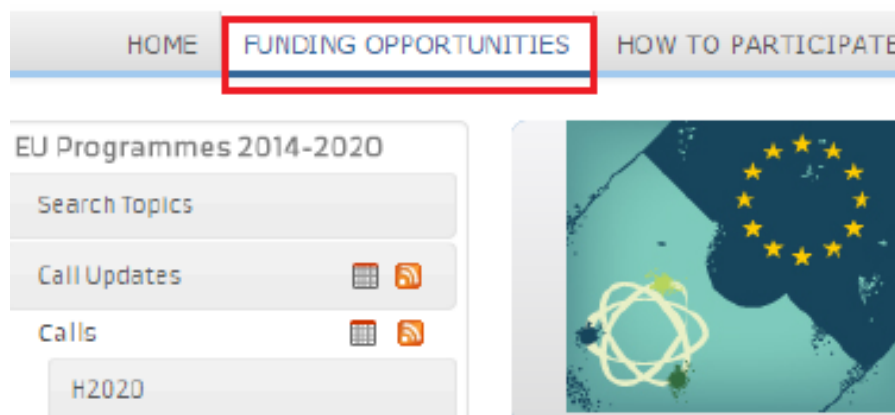 HOME FUNDING OPPORTUNITIES HOW TO PARTICIPATE
EU Programmes 2014-2020
Search Topics
Call Updates
Calls
H2020